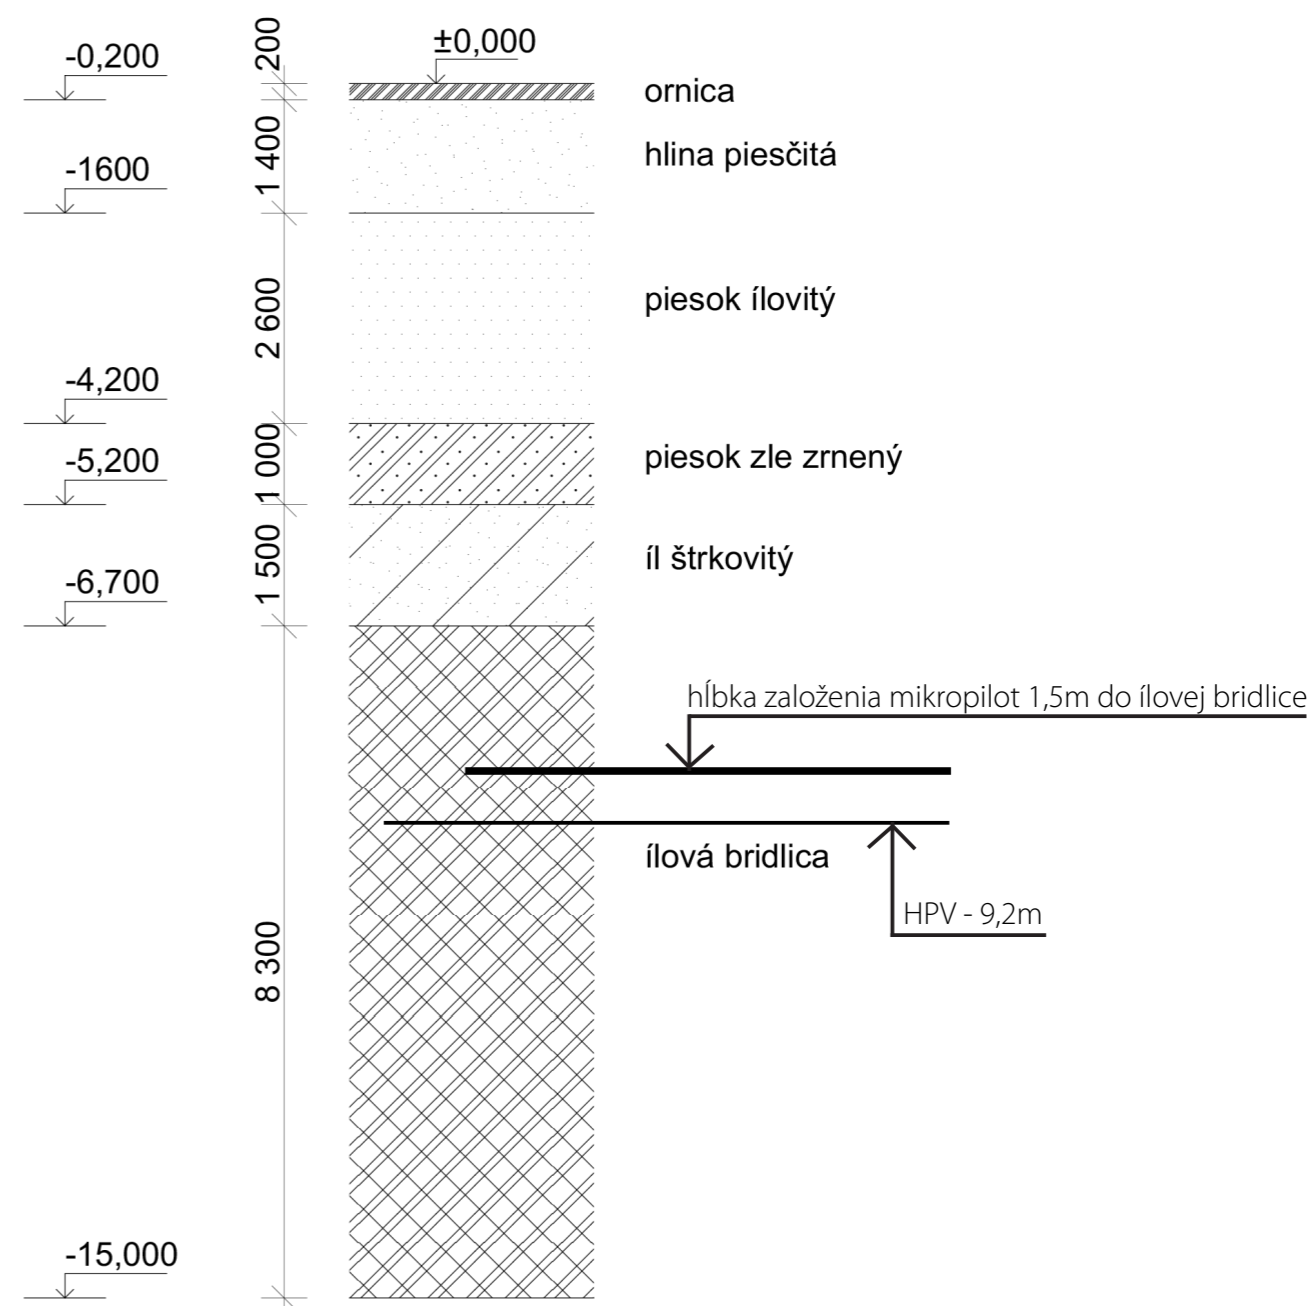 ±0,000
-0,200
200
ornica
1 400
hlina piesčitá
-1600
2 600
piesok ílovitý
-4,200
1 000
piesok zle zrnený
-5,200
1 500
íl štrkovitý
-6,700
hĺbka založenia mikropilot 1,5m do ílovej bridlice
ílová bridlica
HPV - 9,2m
8 300
-15,000